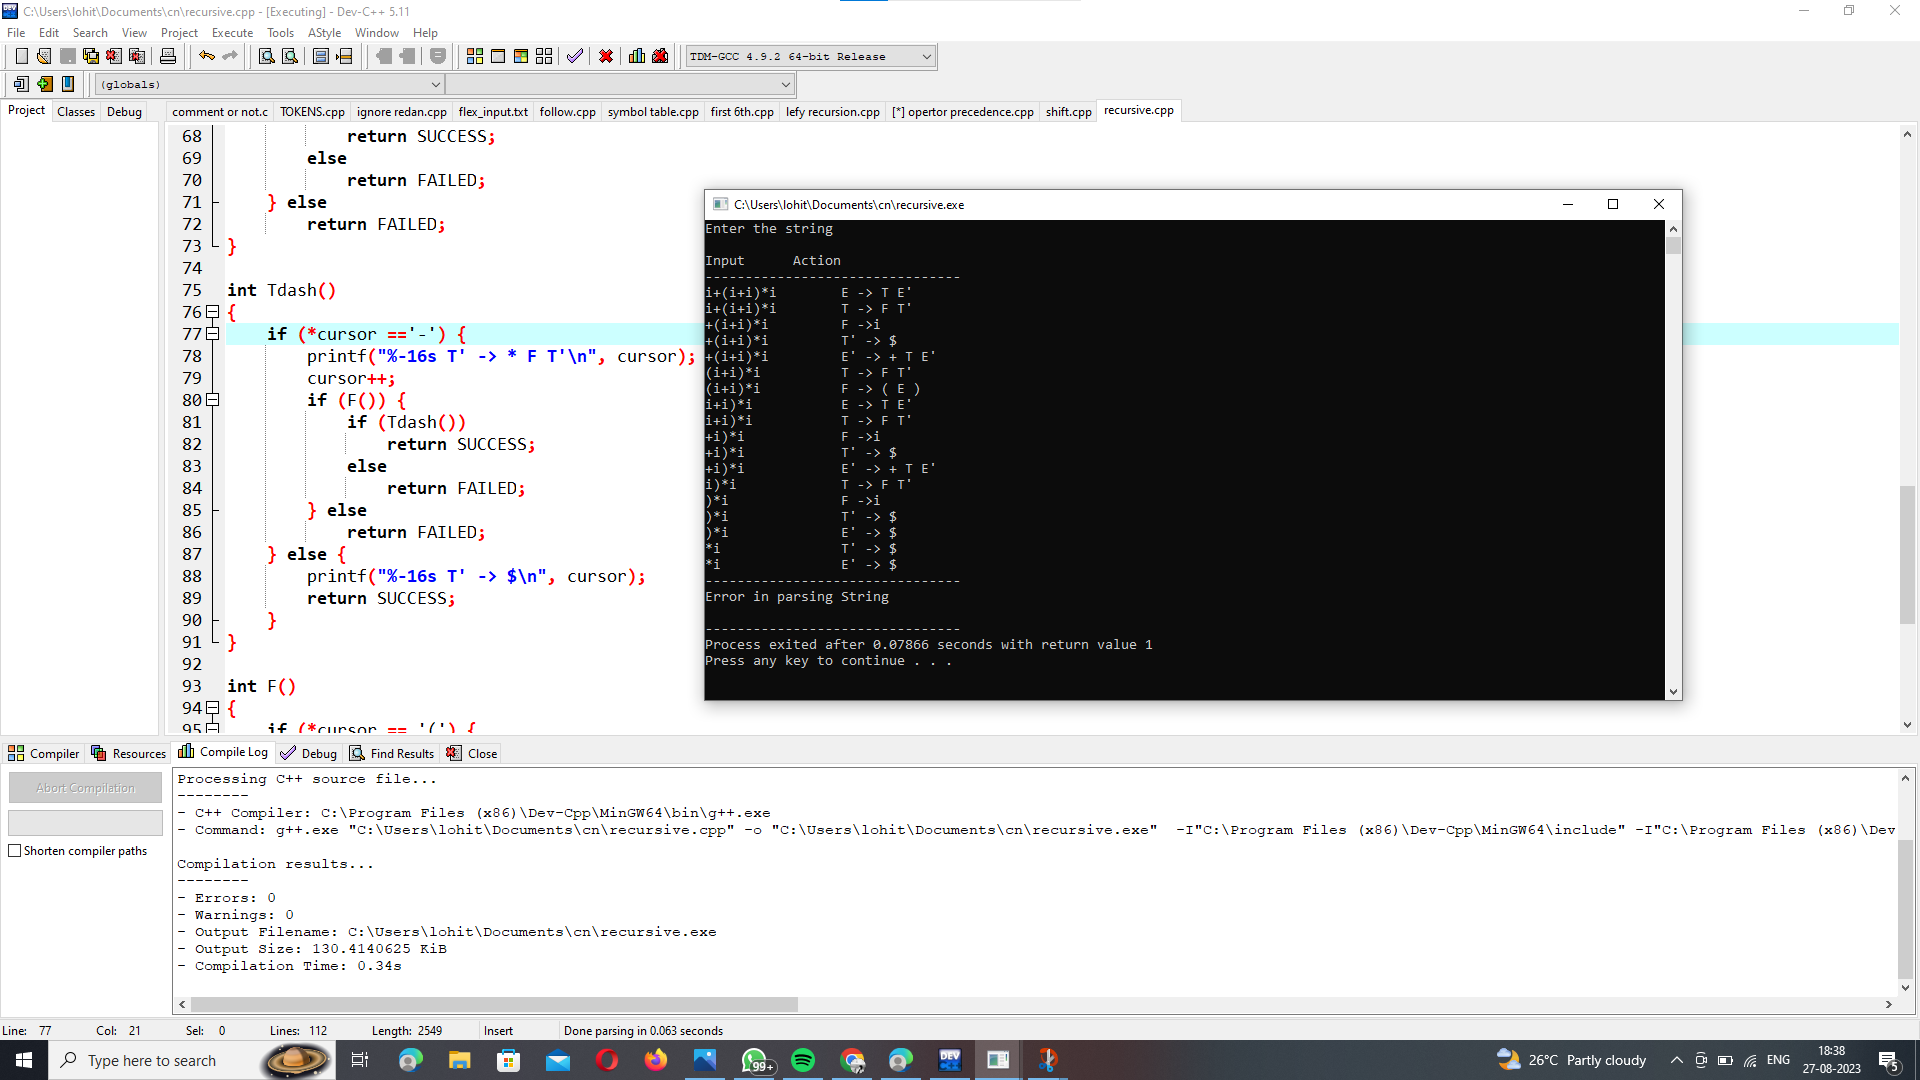 C:\Users\lohit\Documents\cn\recursive.cpp - [Executing] - Dev-C++ 5.11
File Edit Search View Project Execute Tools AStyle Window Help
TDM-GCC 4.9.2 64-bit Release
(globals)
Project Classes Debug
comment or not.c TOKENS.cpp ignore redan.cpp flex_input.txt follow.cpp symbol table.cpp first 6th.cpp lefy recursion.cpp [*] opertor precedence.cpp shift.cpp recursive.cpp
68 return SUCCESS;
69 else
70 return FAILED;
71 } else
72 return FAILED;
73 }
74
75 int Tdash()
76 {
77 if (*cursor =='-') {
78 printf("%-16s T' -> * F T'\n", cursor);
79 cursor++;
80 if (F()) {
81 if (Tdash())
82 return SUCCESS;
83 else
84 return FAILED;
85 } else
86 return FAILED;
87 } else {
88 printf("%-16s T' -> $\n", cursor);
89 return SUCCESS;
90 }
91 }
92
93 int F()
94 {
95 if (*cursor == '(') {
C:\Users\lohit\Documents\cn\recursive.exe
Enter the string
Input Action
--------------------------------
i+(i+i)*i E -> T E'
i+(i+i)*i T -> F T'
+(i+i)*i F ->i
+(i+i)*i T' -> $
+(i+i)*i E' -> + T E'
(i+i)*i T -> F T'
(i+i)*i F -> ( E )
i+i)*i E -> T E'
i+i)*i T -> F T'
+i)*i F ->i
+i)*i T' -> $
+i)*i E' -> + T E'
i)*i T -> F T'
)*i F ->i
)*i T' -> $
)*i E' -> $
*i T' -> $
*i E' -> $
--------------------------------
Error in parsing String
--------------------------------
Process exited after 0.07866 seconds with return value 1
Press any key to continue . . .
Compiler Resources Compile Log Debug Find Results Close
Abort Compilation
Shorten compiler paths
Processing C++ source file...
--------
- C++ Compiler: C:\Program Files (x86)\Dev-Cpp\MinGW64\bin\g++.exe
- Command: g++.exe "C:\Users\lohit\Documents\cn\recursive.cpp" -o "C:\Users\lohit\Documents\cn\recursive.exe" -I"C:\Program Files (x86)\Dev-Cpp\MinGW64\include" -I"C:\Program Files (x86)\Dev
Compilation results...
--------
- Errors: 0
- Warnings: 0
- Output Filename: C:\Users\lohit\Documents\cn\recursive.exe
- Output Size: 130.4140625 KiB
- Compilation Time: 0.34s
Line: 77 Col: 21 Sel: 0 Lines: 112 Length: 2549 Insert Done parsing in 0.063 seconds
Type here to search
99+
DEV
26°C Partly cloudy
ENG
18:38
27-08-2023
5